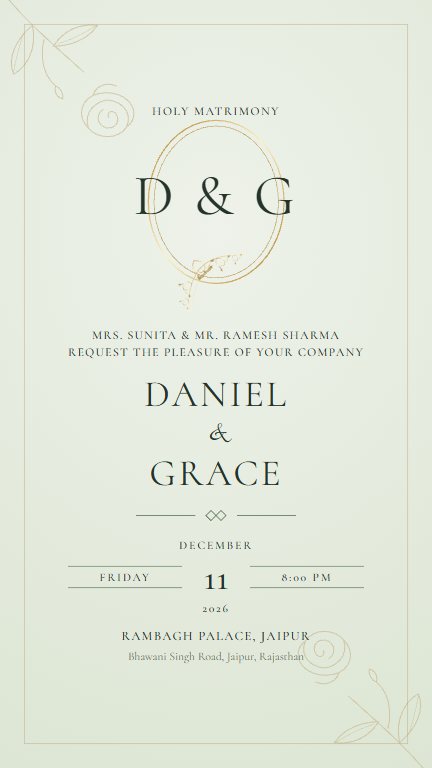 HOLY MATRIMONY
D & G
MRS. SUNITA & MR. RAMESH SHARMA
REQUEST THE PLEASURE OF YOUR COMPANY
DANIEL
&
GRACE
DECEMBER
FRIDAY 11 8:00 PM
2026
RAMBAGH PALACE, JAIPUR
Bhawani Singh Road, Jaipur, Rajasthan